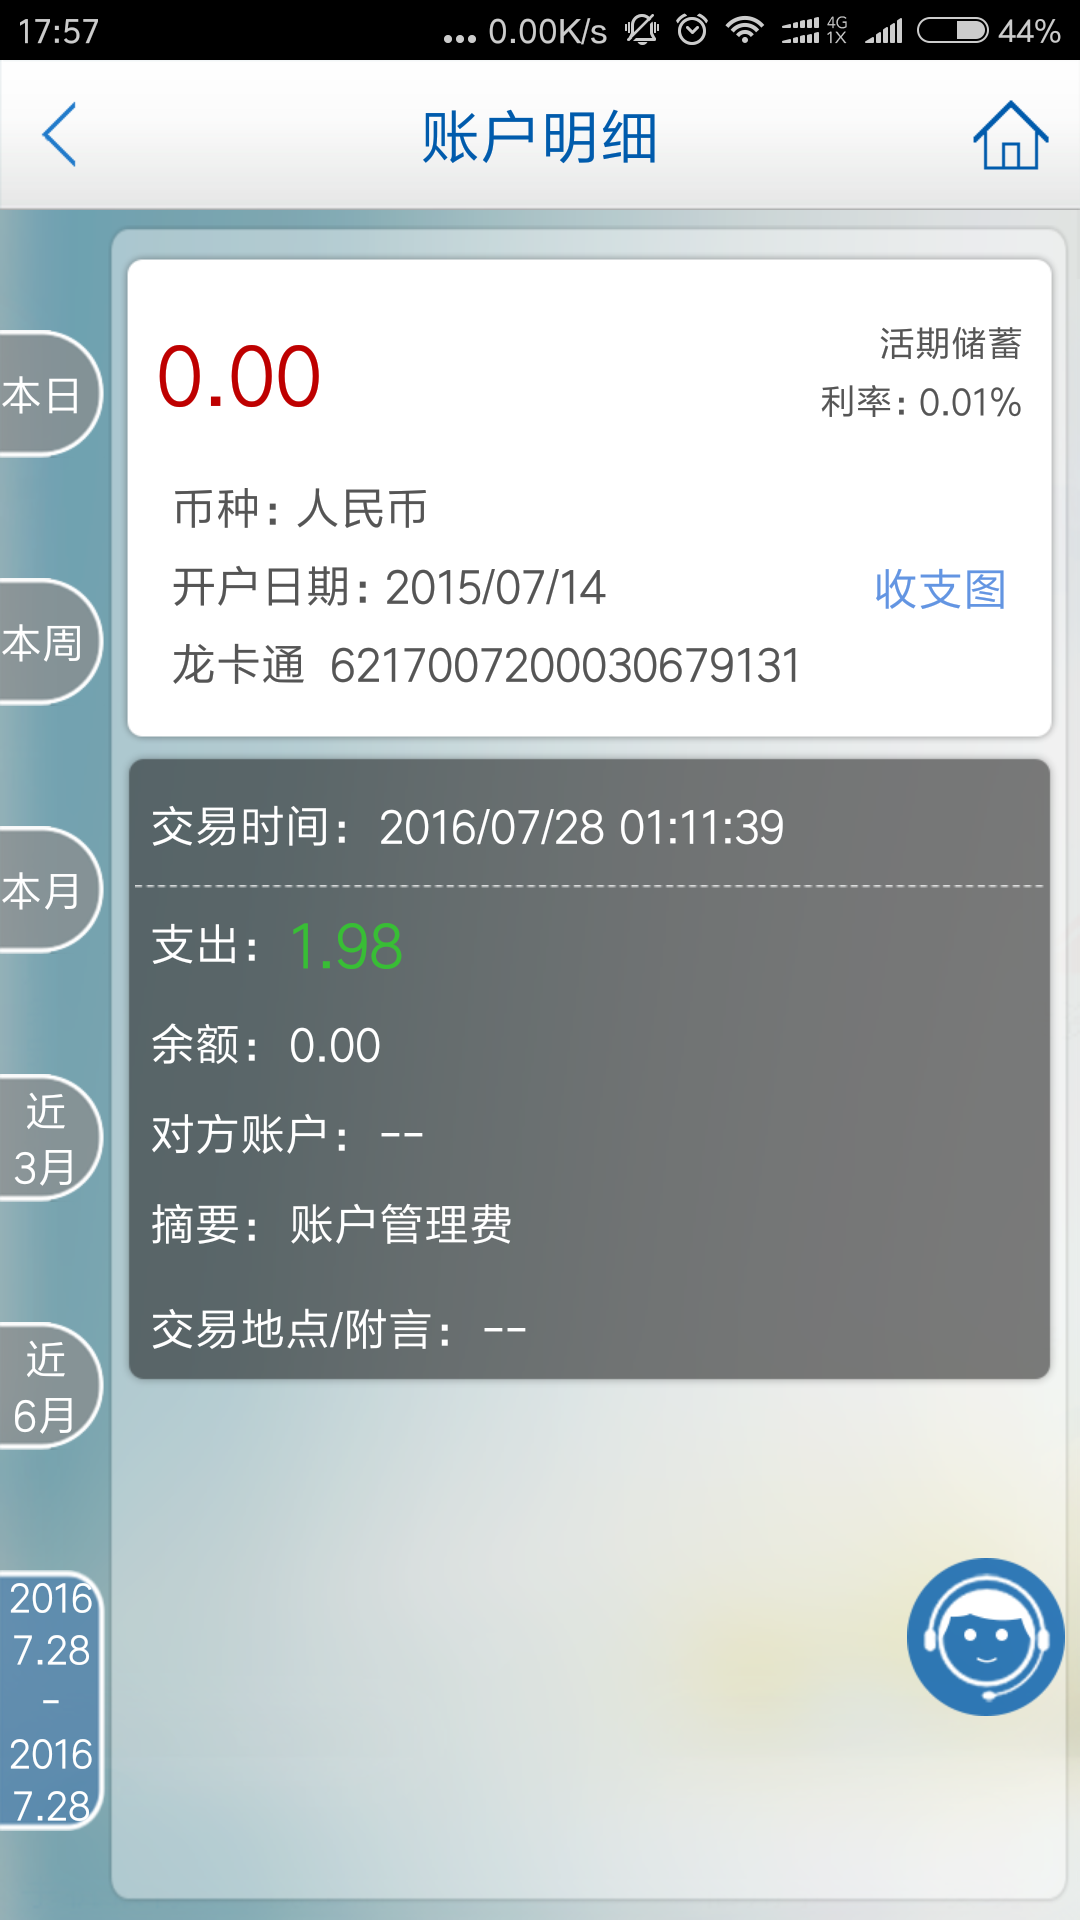 17:57 ... 0.00K/s 4G 1X 44%
账户明细
0.00
活期储蓄
利率: 0.01%
币种: 人民币
开户日期: 2015/07/14
收支图
龙卡通 6217007200030679131
本日
本周
本月
近
3月
近
6月
2016
7.28
-
2016
7.28
交易时间: 2016/07/28 01:11:39
支出: 1.98
余额: 0.00
对方账户: --
摘要: 账户管理费
交易地点/附言: --